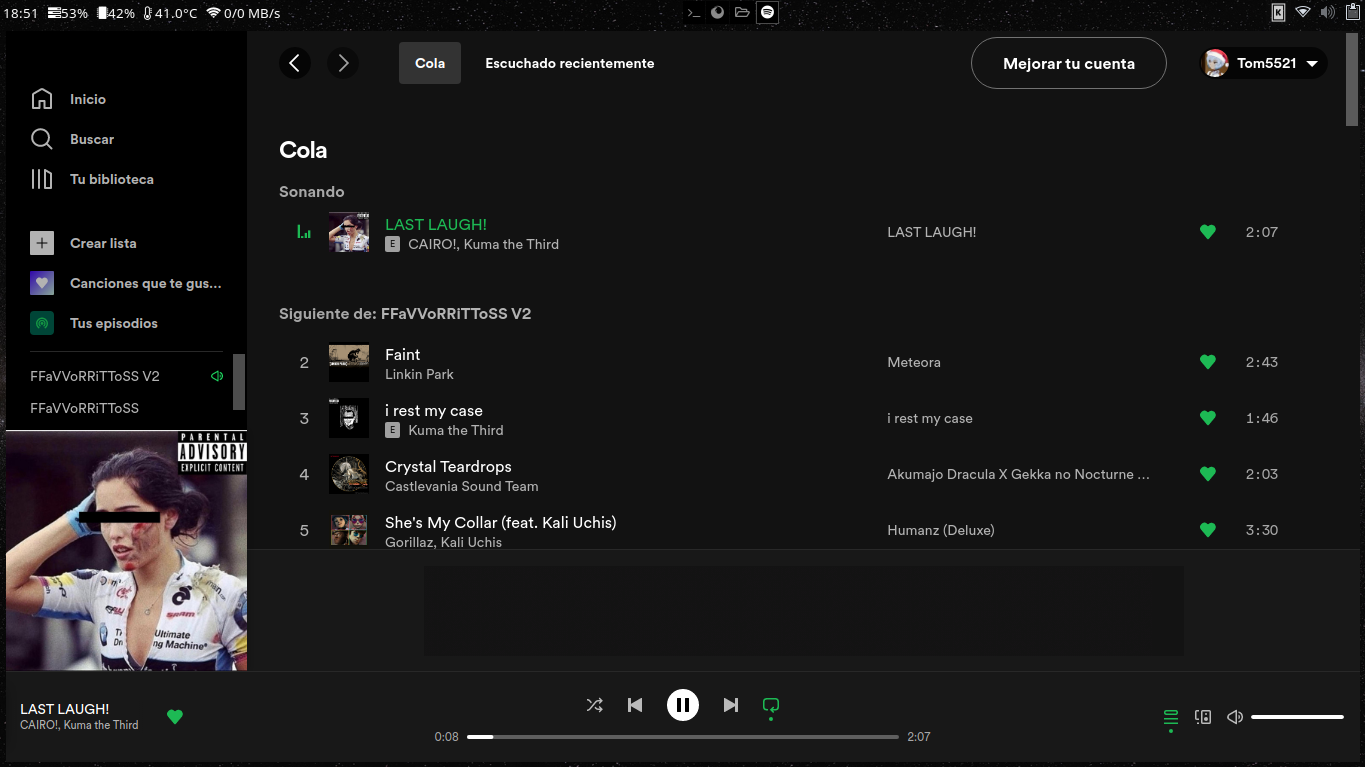 18:51 53% 42% 41.0°C 0/0 MB/s
K
Cola
Escuchado recientemente
Mejorar tu cuenta
Tom5521
Inicio
Buscar
Tu biblioteca
Crear lista
Canciones que te gus...
Tus episodios
FFaVVoRRiTToSS V2
FFaVVoRRiTToSS
Cola
Sonando
LAST LAUGH!
E CAIRO!, Kuma the Third
LAST LAUGH!
2:07
Siguiente de: FFaVVoRRiTToSS V2
2
Faint
Linkin Park
Meteora
2:43
3
i rest my case
E Kuma the Third
i rest my case
1:46
4
Crystal Teardrops
Castlevania Sound Team
Akumajo Dracula X Gekka no Nocturne ...
2:03
5
She's My Collar (feat. Kali Uchis)
Gorillaz, Kali Uchis
Humanz (Deluxe)
3:30
PARENTAL
ADVISORY
EXPLICIT CONTENT
SRAM
Ultimate
ng Machine
LAST LAUGH!
CAIRO!, Kuma the Third
0:08
2:07